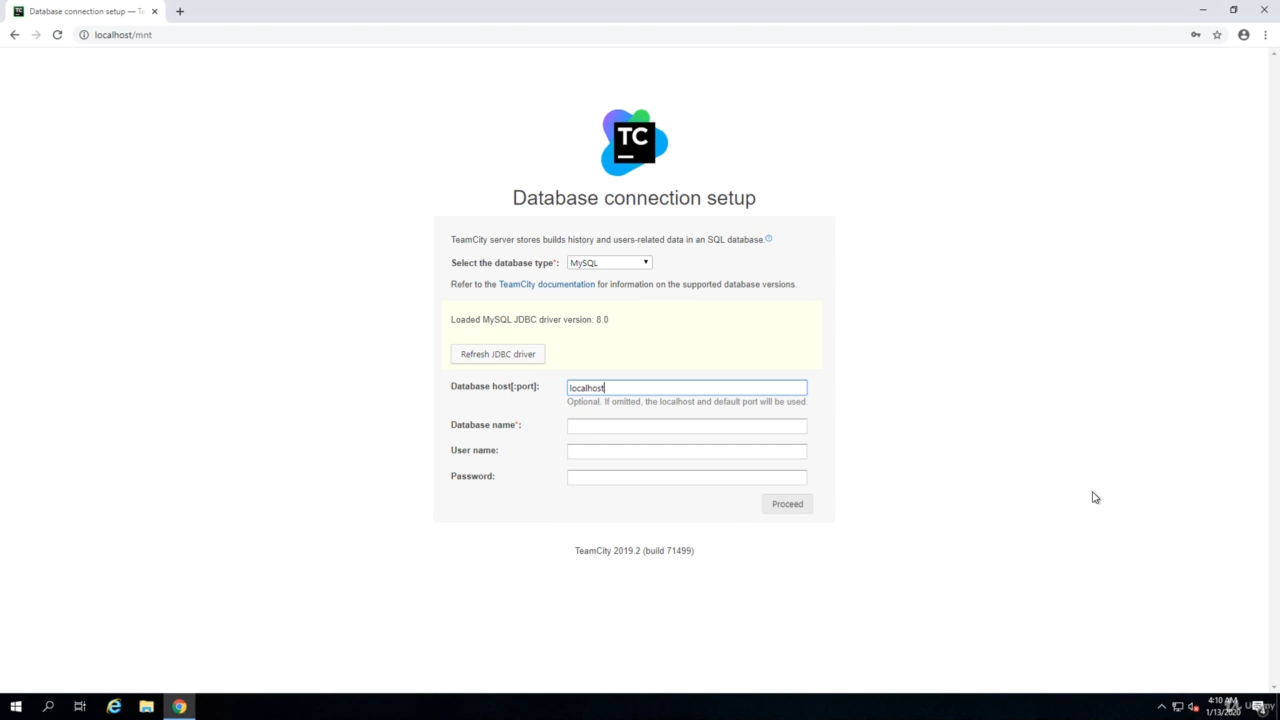 Database connection setup — Te
localhost/mnt
TC
Database connection setup
TeamCity server stores builds history and users-related data in an SQL database.
Select the database type*: MySQL
Refer to the TeamCity documentation for information on the supported database versions.
Loaded MySQL JDBC driver version: 8.0
Refresh JDBC driver
Database host[:port]: localhost
Optional. If omitted, the localhost and default port will be used.
Database name*:
User name:
Password:
Proceed
TeamCity 2019.2 (build 71499)
4:10 AM
1/13/2020
Udemy
4